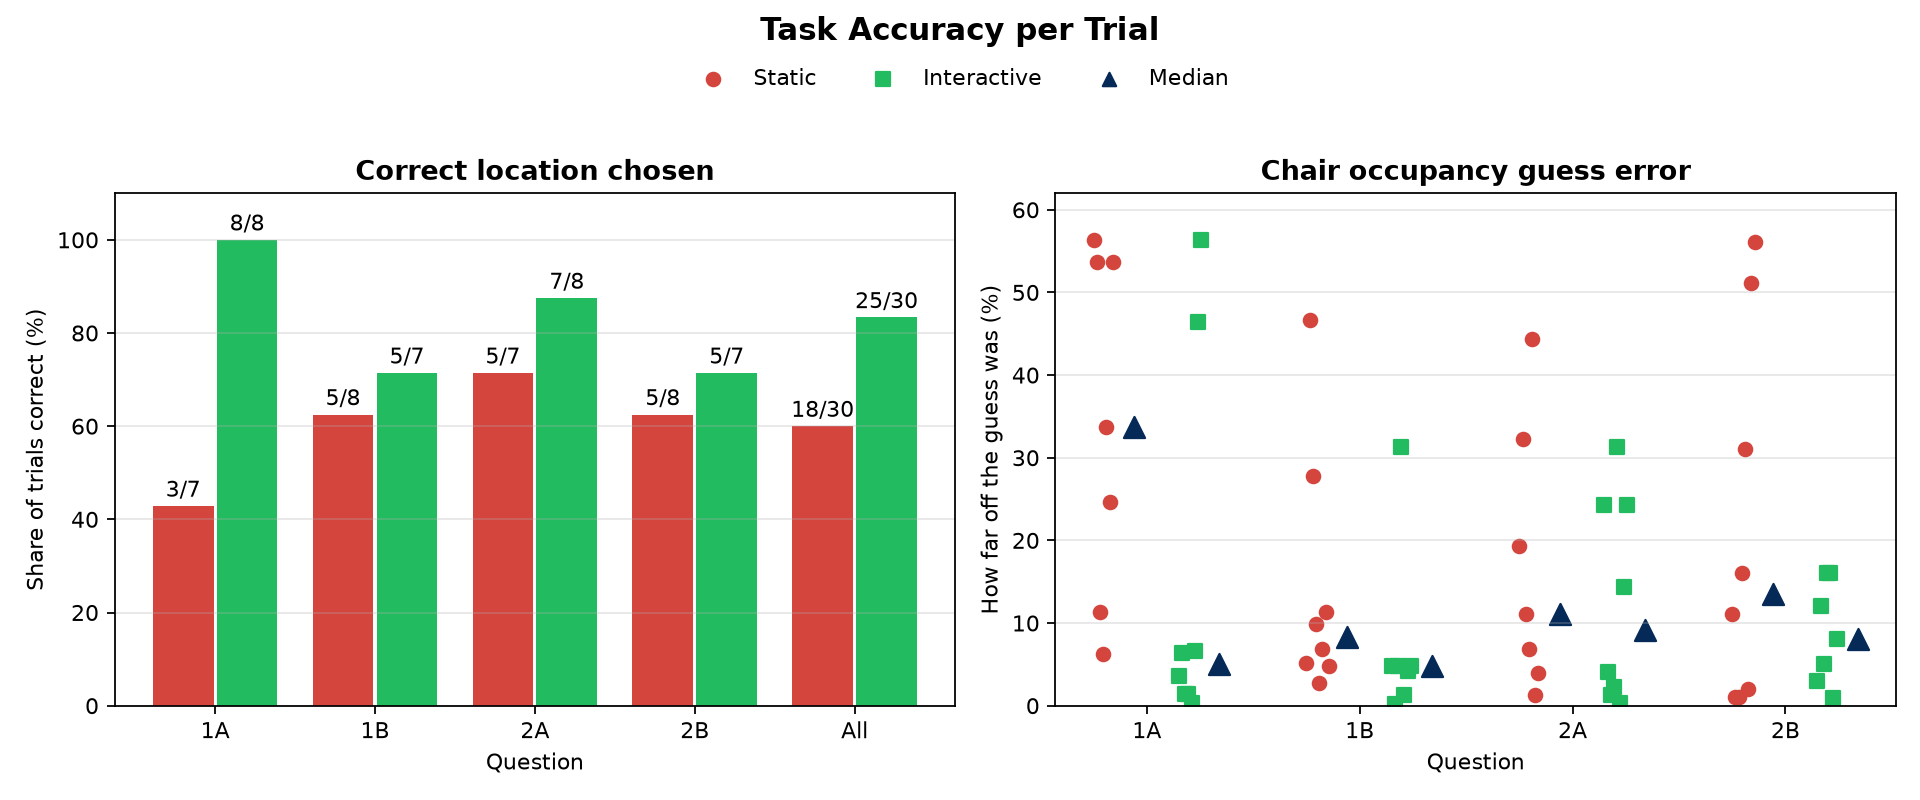 Task Accuracy per Trial
Static Interactive Median
Correct location chosen
Share of trials correct (%)
100
80
60
40
20
0
3/7
8/8
5/8
5/7
5/7
7/8
5/8
5/7
18/30
25/30
1A 1B 2A 2B All
Question
Chair occupancy guess error
How far off the guess was (%)
60
50
40
30
20
10
0
1A 1B 2A 2B
Question